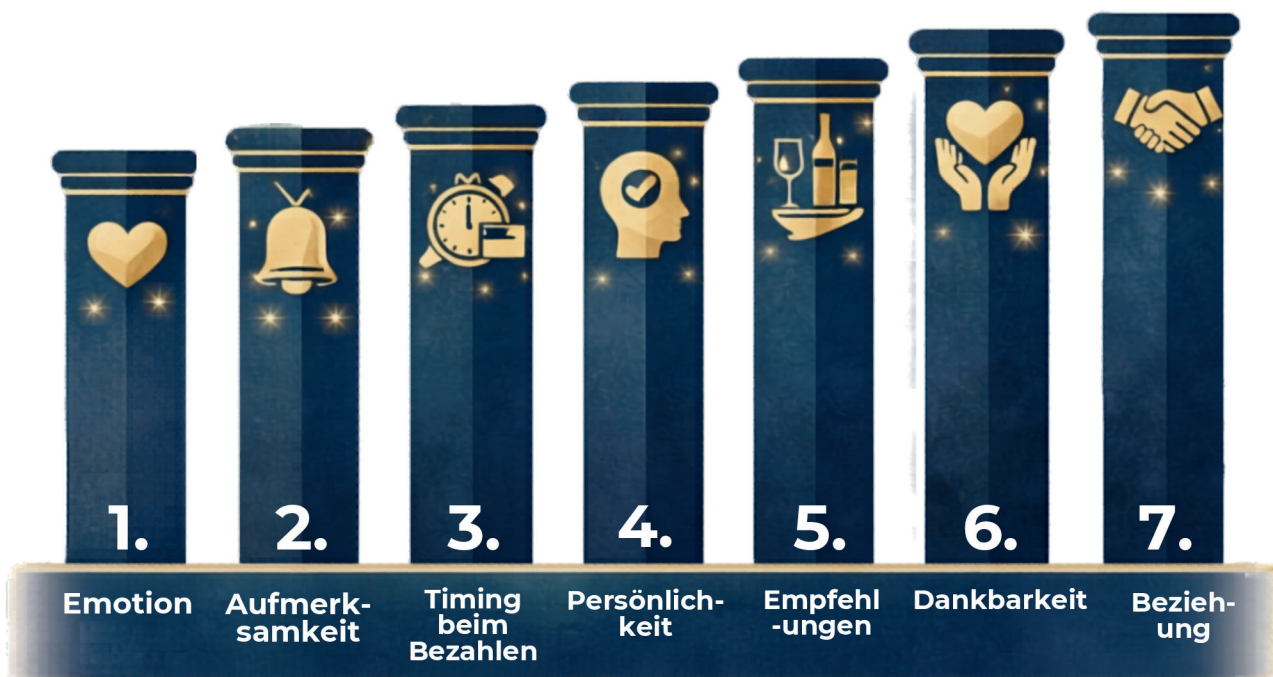 1.
2.
3.
4.
5.
6.
7.
Emotion
Aufmerk-
samkeit
Timing
beim
Bezahlen
Persönlich-
keit
Empfehl
-ungen
Dankbarkeit
Bezieh-
ung